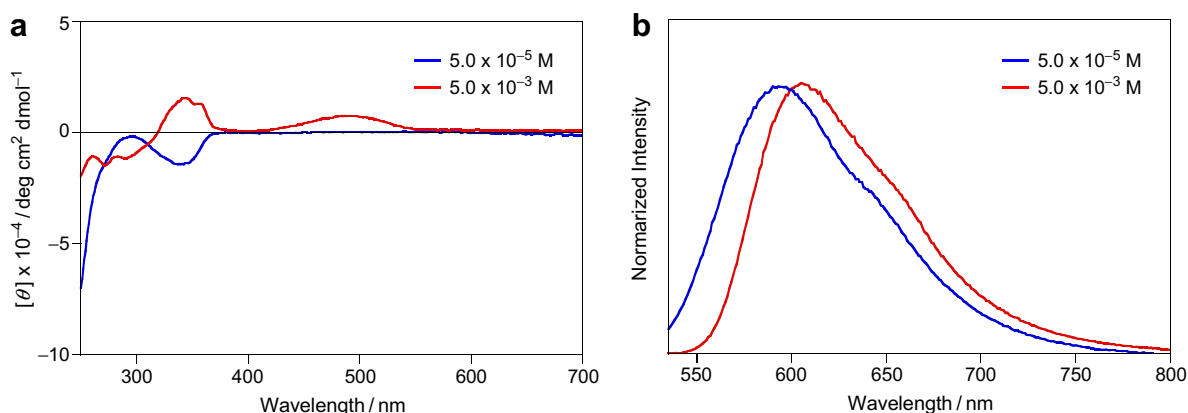 a
5
0
−5
−10
[θ] x 10⁻⁴ / deg cm² dmol⁻¹
5.0 x 10⁻⁵ M
5.0 x 10⁻³ M
300 400 500 600 700
Wavelength / nm
b
Normarized Intensity
5.0 x 10⁻⁵ M
5.0 x 10⁻³ M
550 600 650 700 750 800
Wavelength / nm